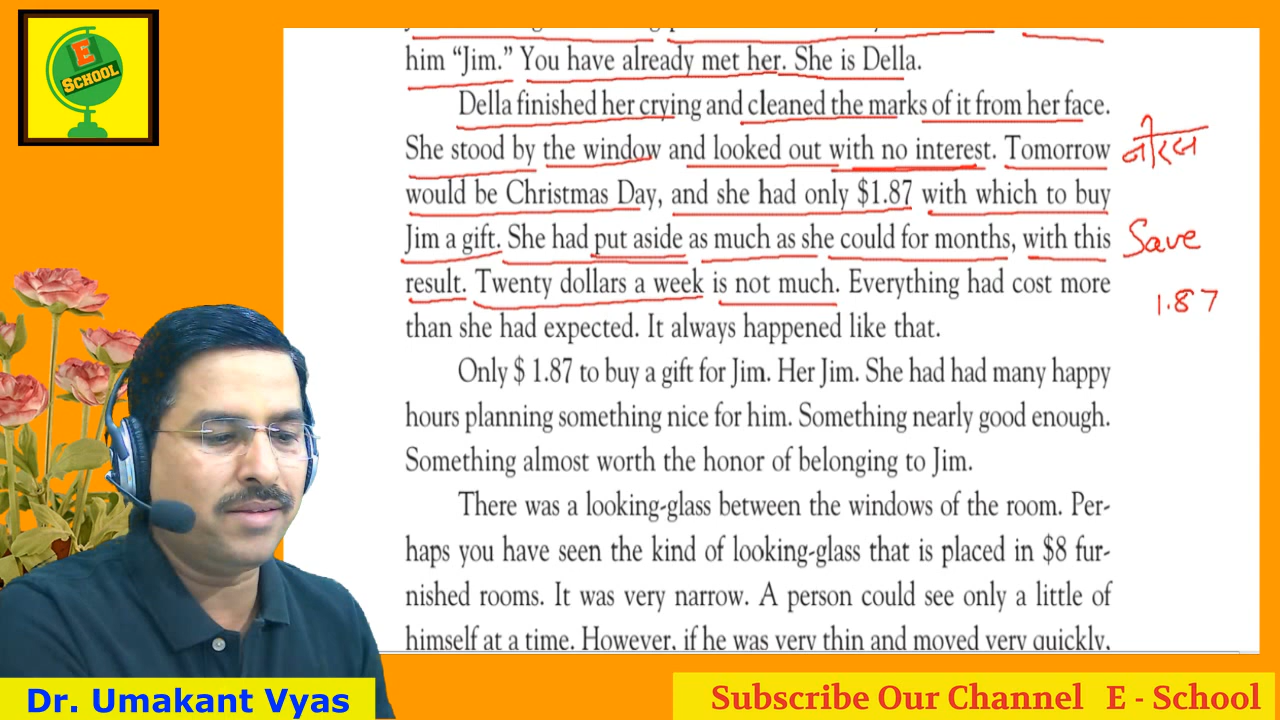 E
SCHOOL
him “Jim.” You have already met her. She is Della.
Della finished her crying and cleaned the marks of it from her face.
She stood by the window and looked out with no interest. Tomorrow
नीरस
would be Christmas Day, and she had only $1.87 with which to buy
Jim a gift. She had put aside as much as she could for months, with this
Save
result. Twenty dollars a week is not much. Everything had cost more
1.87
than she had expected. It always happened like that.
Only $ 1.87 to buy a gift for Jim. Her Jim. She had had many happy
hours planning something nice for him. Something nearly good enough.
Something almost worth the honor of belonging to Jim.
There was a looking-glass between the windows of the room. Per-
haps you have seen the kind of looking-glass that is placed in $8 fur-
nished rooms. It was very narrow. A person could see only a little of
himself at a time. However, if he was very thin and moved very quickly,
Dr. Umakant Vyas
Subscribe Our Channel E - School